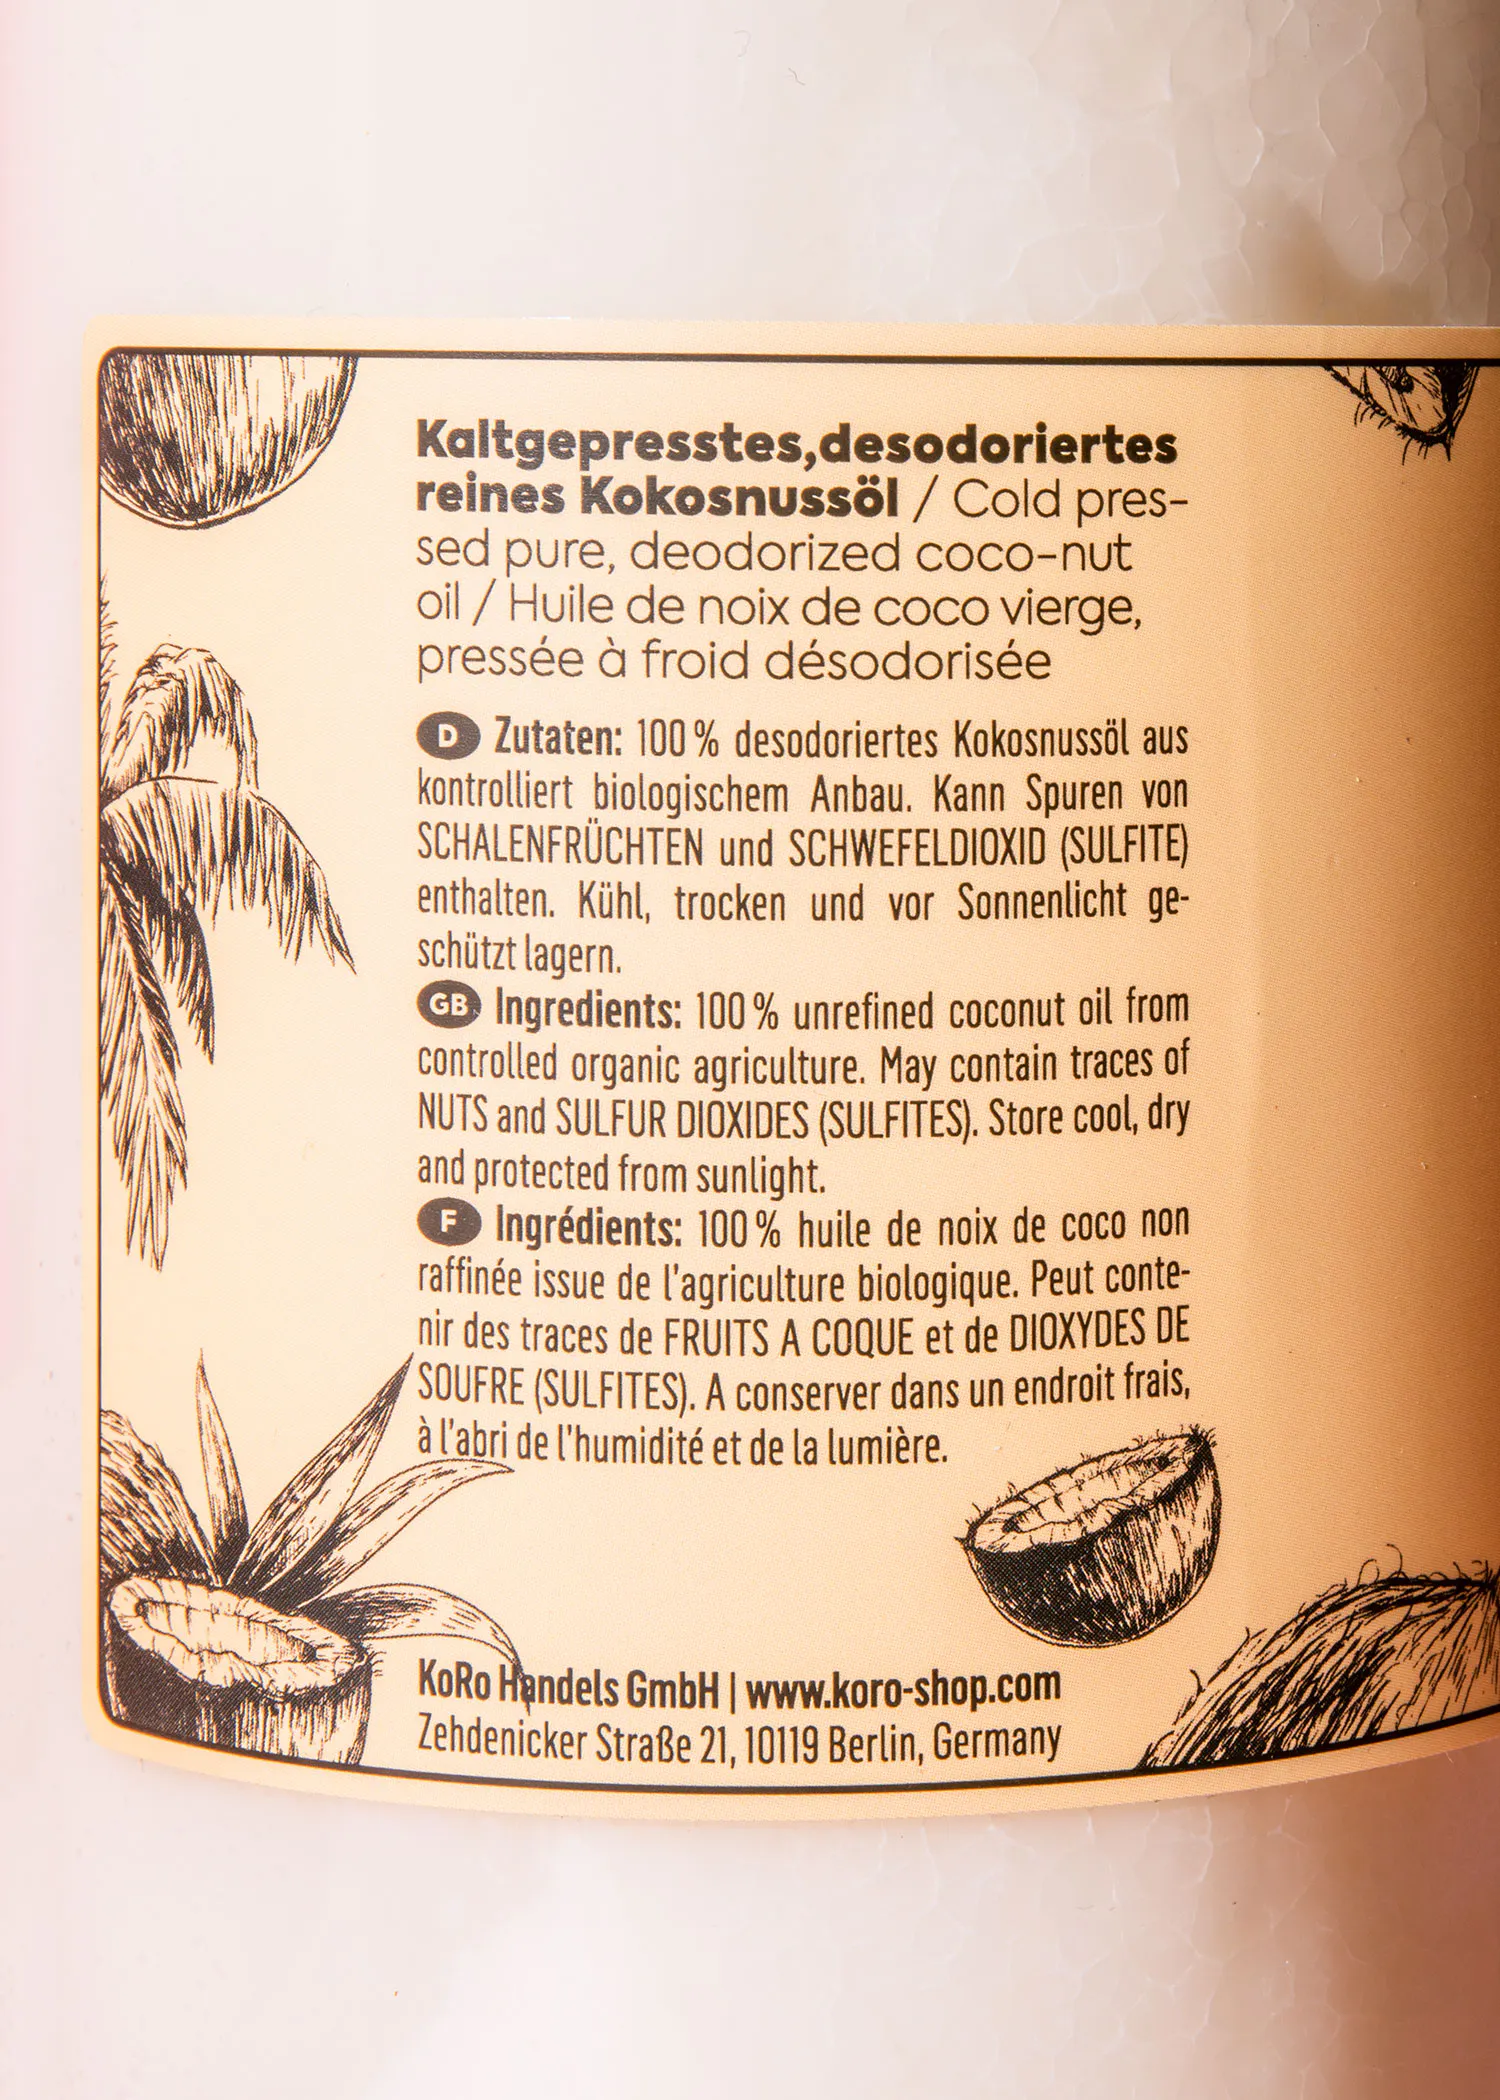 Kaltgepresstes,desodoriertes
reines Kokosnussöl / Cold pres-
sed pure, deodorized coco-nut
oil / Huile de noix de coco vierge,
pressée à froid désodorisée
D Zutaten: 100 % desodoriertes Kokosnussöl aus
kontrolliert biologischem Anbau. Kann Spuren von
SCHALENFRÜCHTEN und SCHWEFELDIOXID (SULFITE)
enthalten. Kühl, trocken und vor Sonnenlicht ge-
schützt lagern.
GB Ingredients: 100 % unrefined coconut oil from
controlled organic agriculture. May contain traces of
NUTS and SULFUR DIOXIDES (SULFITES). Store cool, dry
and protected from sunlight.
F Ingrédients: 100 % huile de noix de coco non
raffinée issue de l'agriculture biologique. Peut conte-
nir des traces de FRUITS A COQUE et de DIOXYDES DE
SOUFRE (SULFITES). A conserver dans un endroit frais,
à l'abri de l'humidité et de la lumière.
KoRo Handels GmbH | www.koro-shop.com
Zehdenicker Straße 21, 10119 Berlin, Germany